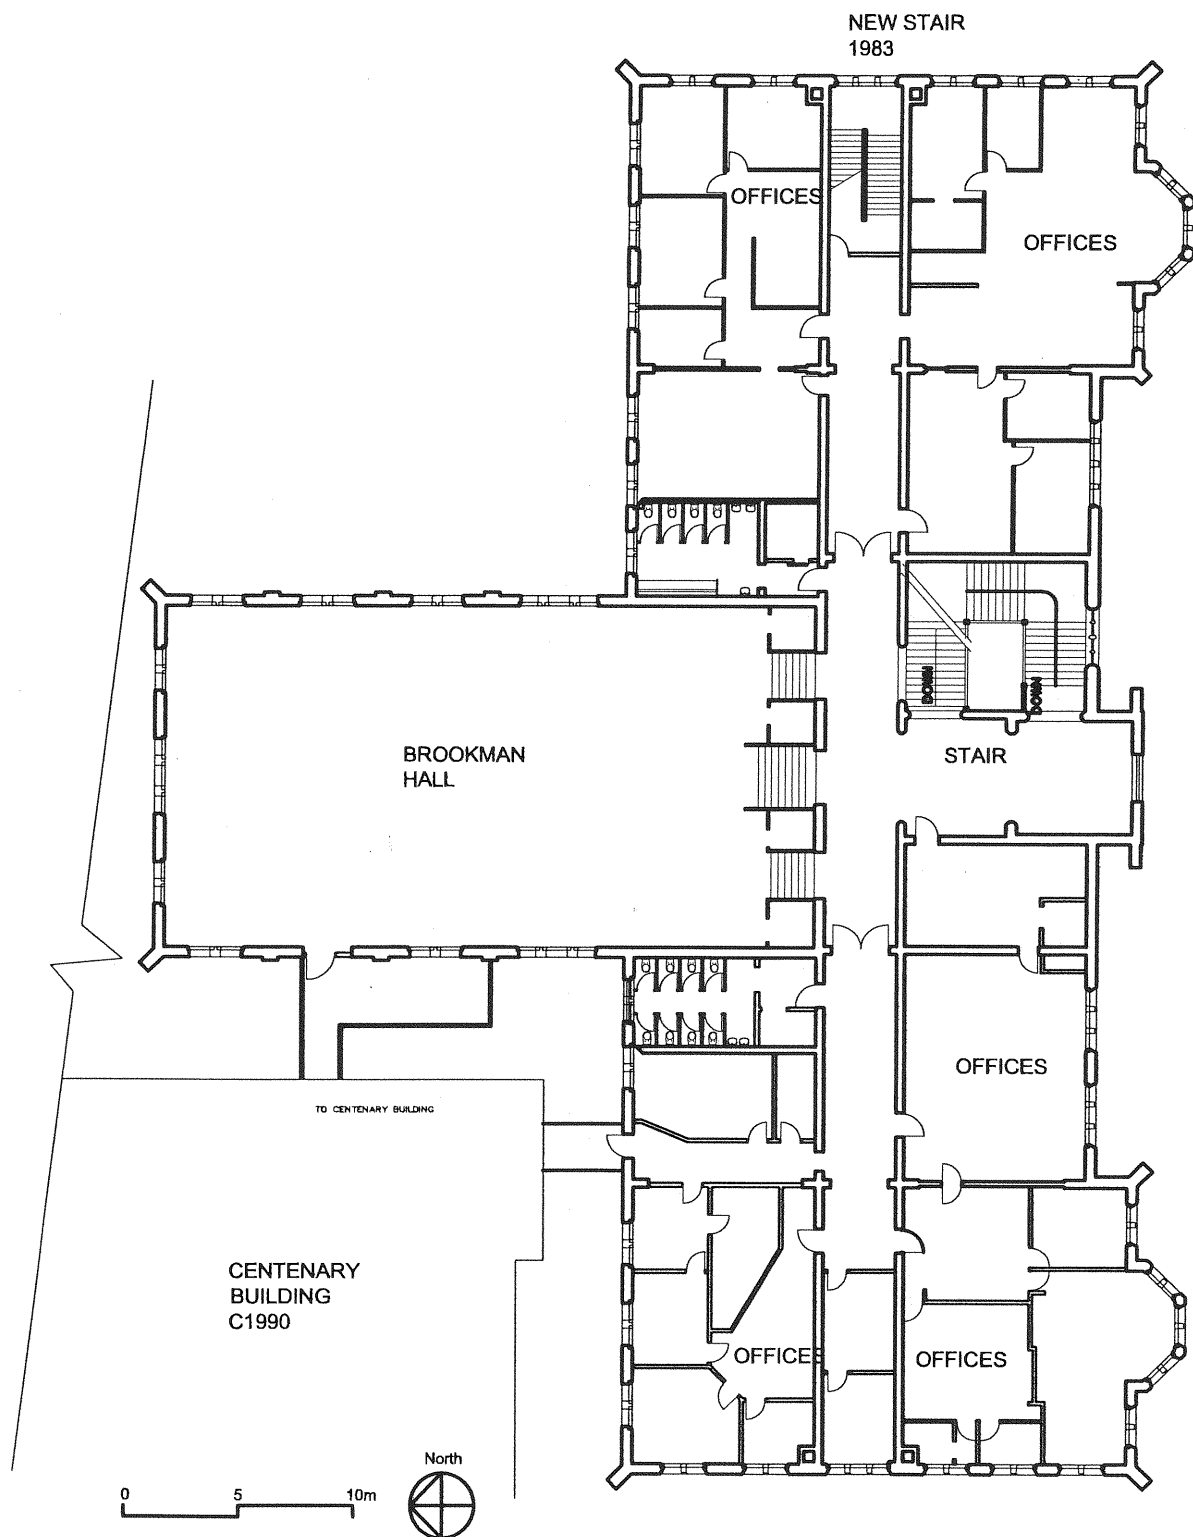 NEW STAIR
1983
OFFICES
OFFICES
DOWN
DOWN
BROOKMAN
HALL
STAIR
OFFICES
TO CENTENARY BUILDING
CENTENARY
BUILDING
C1990
OFFICES
OFFICES
North
0 5 10m